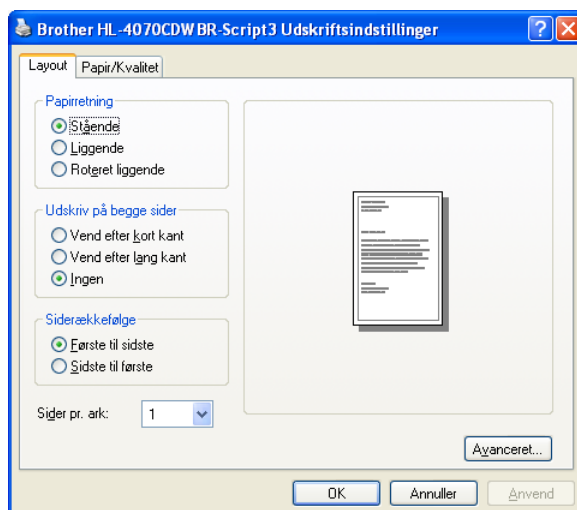 Brother HL-4070CDW BR-Script3 Udskriftsindstillinger
Layout
Papir/Kvalitet
Papirretning
Stående
Liggende
Roteret liggende
Udskriv på begge sider
Vend efter kort kant
Vend efter lang kant
Ingen
Siderækkefølge
Første til sidste
Sidste til første
Sider pr. ark:
1
Avanceret...
OK
Annuller
Anvend